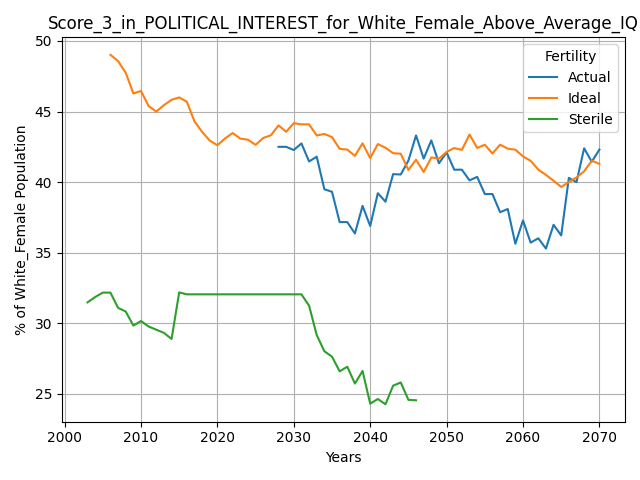 Score_3_in_POLITICAL_INTEREST_for_White_Female_Above_Average_IQ
Fertility
Actual
Ideal
Sterile
% of White_Female Population
50
45
40
35
30
25
2000 2010 2020 2030 2040 2050 2060 2070
Years